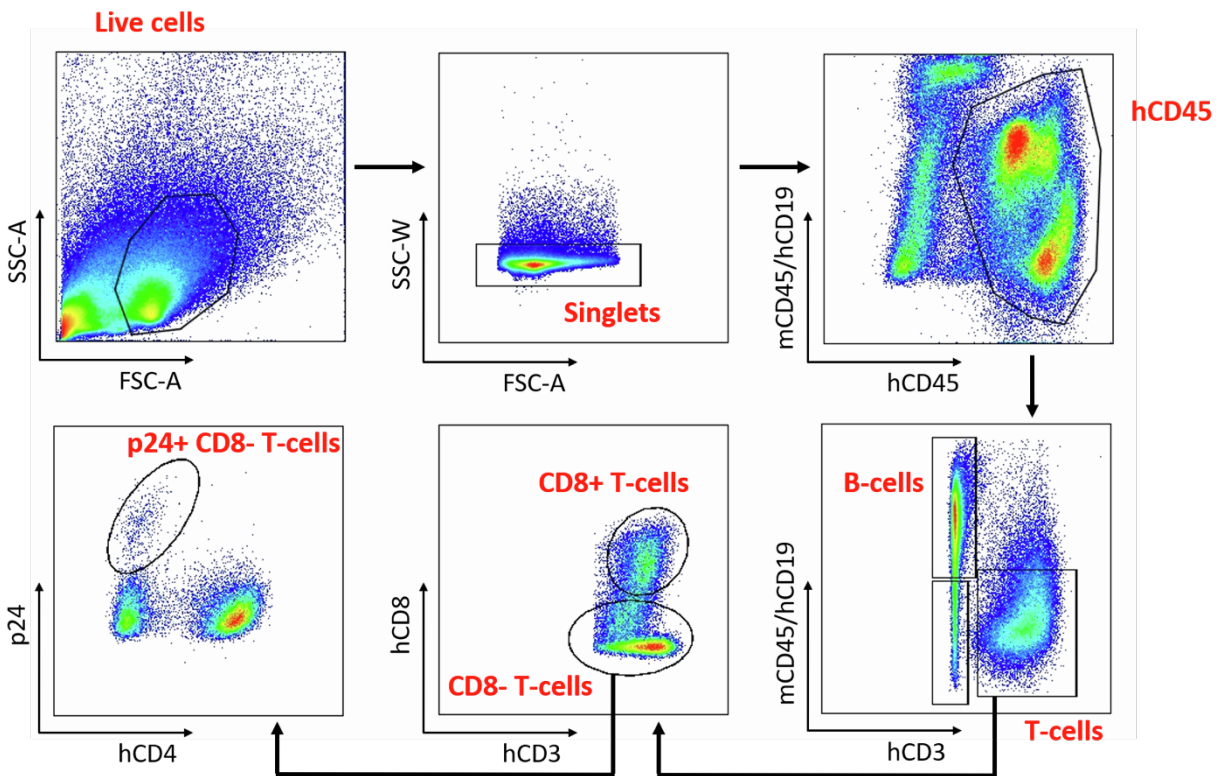 Live cells
SSC-A
FSC-A
SSC-W
Singlets
FSC-A
mCD45/hCD19
hCD45
hCD45
p24+ CD8- T-cells
p24
hCD4
CD8+ T-cells
hCD8
CD8- T-cells
hCD3
B-cells
mCD45/hCD19
hCD3
T-cells